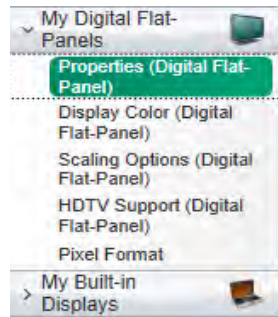 My Digital Flat-
Panels
Properties (Digital Flat-
Panel)
Display Color (Digital
Flat-Panel)
Scaling Options (Digital
Flat-Panel)
HDTV Support (Digital
Flat-Panel)
Pixel Format
My Built-in
Displays